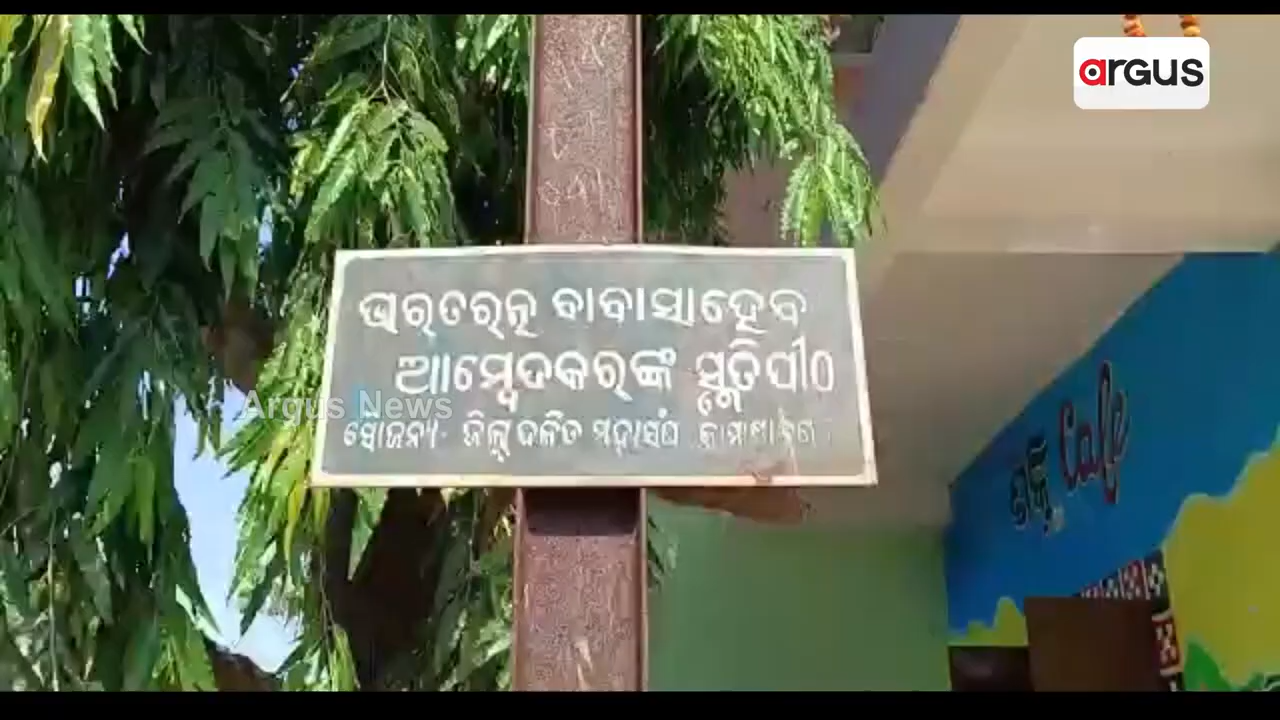 argus
ଭାରତରତ୍ନ ବାବାସାହେବ
ଆମ୍ବେଦକରଙ୍କ ସ୍ମୃତିପୀଠ
Argus News
ସୌଜନ୍ୟ- ଜିଲ୍ଲା ଦଳିତ ମହାସଂଘ
Cafe